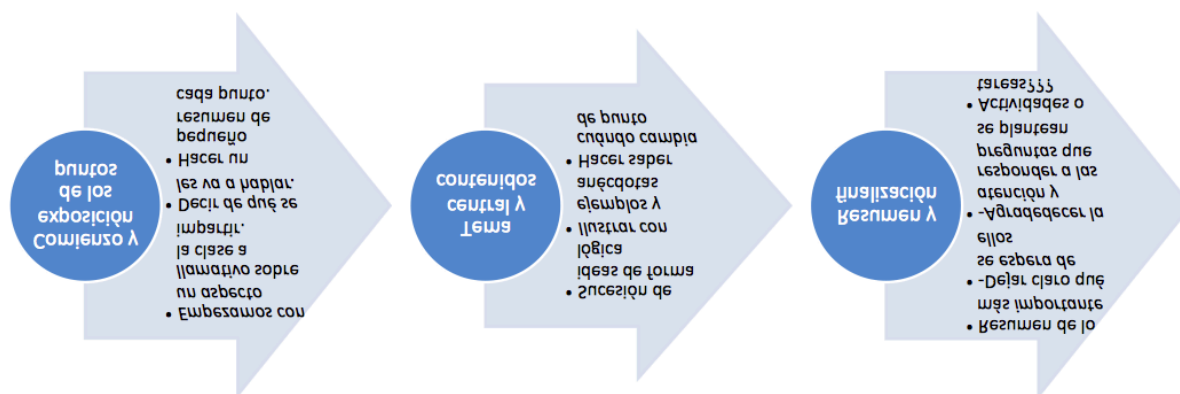 Comienzo y
exposición
de los
puntos
• Empezamos con
un aspecto
llamativo sobre
la clase a
impartir.
• Decir de qué se
les va a hablar.
• Hacer un
pequeño
resumen de
cada punto.
Tema
central y
contenidos
• Sucesión de
ideas de forma
lógica
• Ilustrar con
ejemplos y
anécdotas
• Hacer saber
cuándo cambia
de punto
Resumen y
finalización
• Resumen de lo
más importante
• -Dejar claro qué
se espera de
ellos
• -Agradedecer la
atención y
responder a las
preguntas que
se plantean
• Actividades o
tareas???